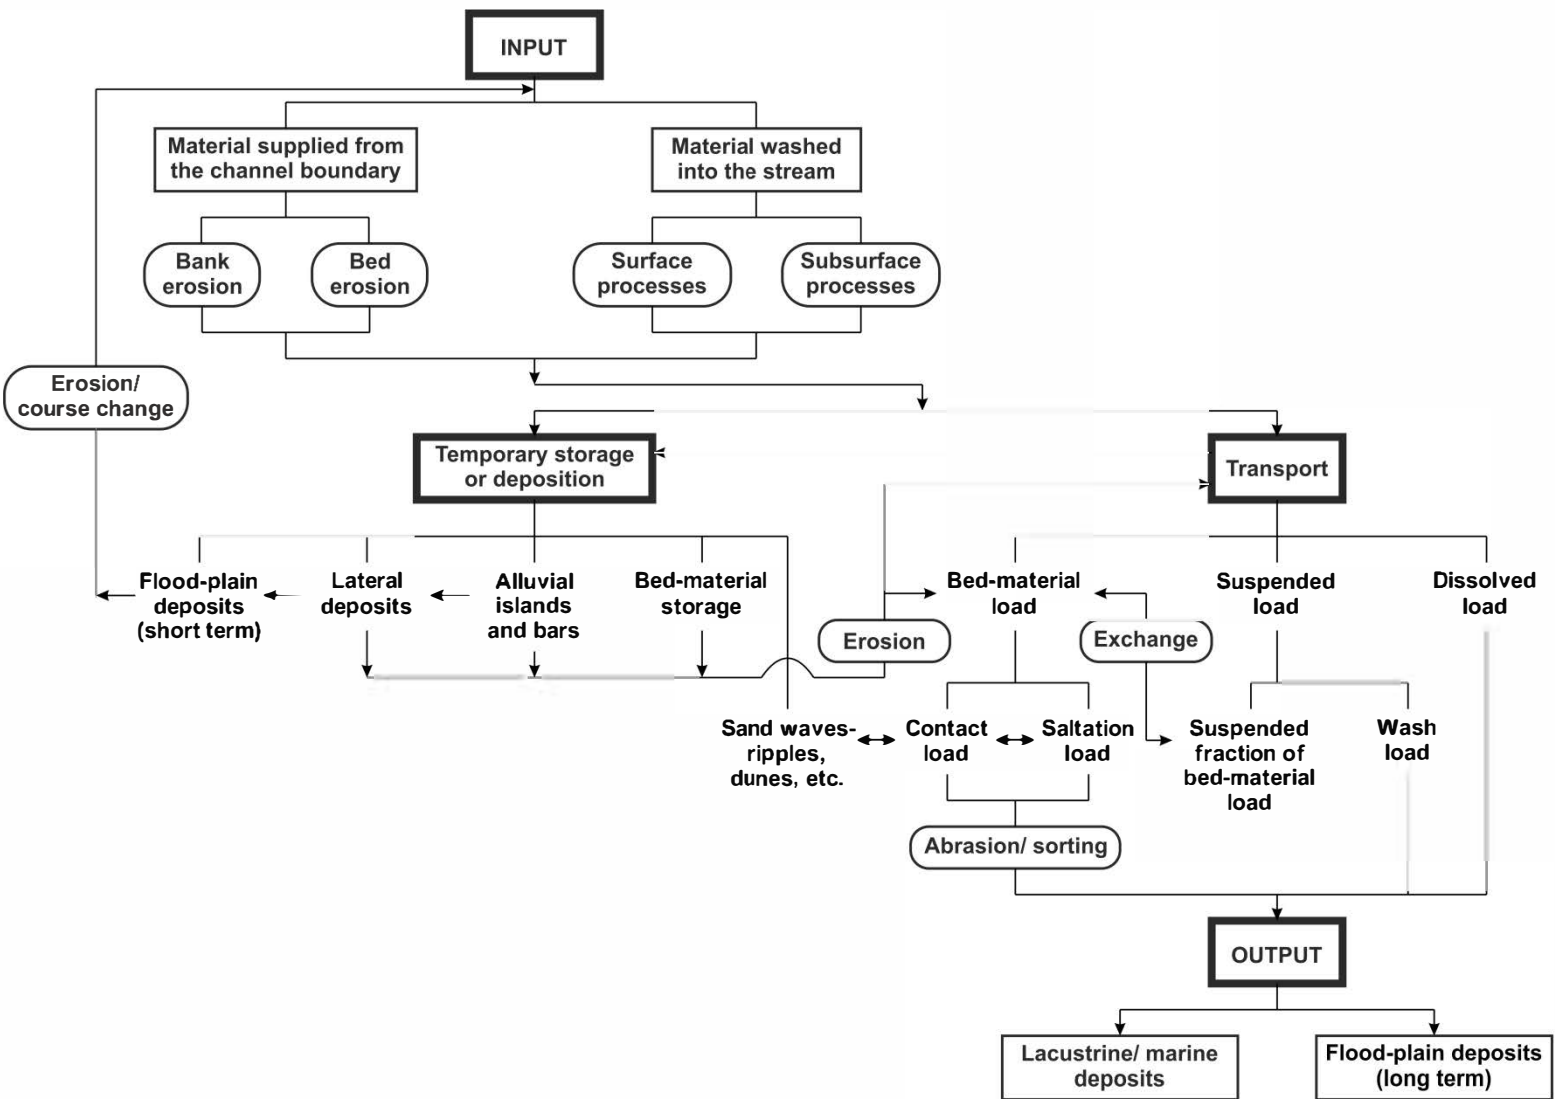 INPUT
Material supplied from
the channel boundary
Material washed
into the stream
Bank
erosion
Bed
erosion
Surface
processes
Subsurface
processes
Erosion/
course change
Temporary storage
or deposition
Transport
Flood-plain
deposits
(short term)
Lateral
deposits
Alluvial
islands
and bars
Bed-material
storage
Bed-material
load
Suspended
load
Dissolved
load
Erosion
Exchange
Sand waves-
ripples,
dunes, etc.
Contact
load
Saltation
load
Suspended
fraction of
bed-material
load
Wash
load
Abrasion/ sorting
OUTPUT
Lacustrine/ marine
deposits
Flood-plain deposits
(long term)